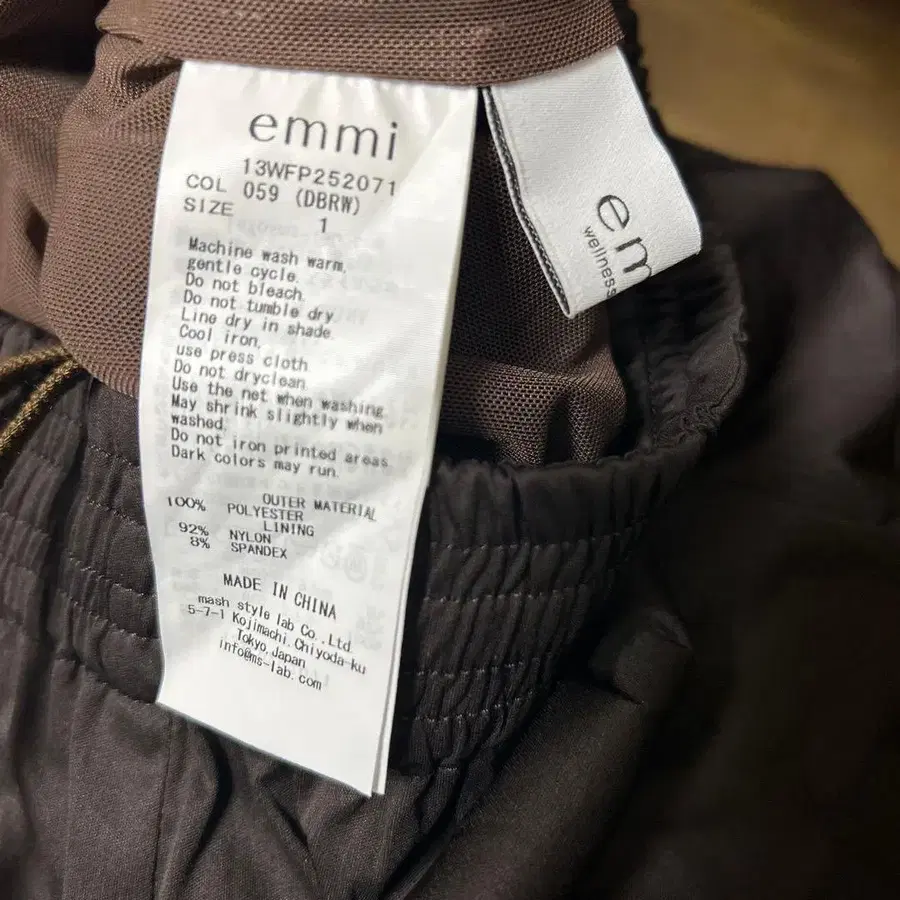 emmi
13WFP252071
COL 059 (DBRW)
SIZE 1
Machine wash warm,
gentle cycle.
Do not bleach.
Do not tumble dry.
Line dry in shade.
Cool iron,
use press cloth
Do not dryclean.
Use the net when washing.
May shrink slightly when
washed.
Do not iron printed areas.
Dark colors may run.
OUTER MATERIAL
100% POLYESTER
LINING
92% NYLON
8% SPANDEX
MADE IN CHINA
mash style lab Co.,Ltd.
5-7-1 Kojimachi,Chiyoda-ku
Tokyo,Japan
info@ms-lab.com
em
wellness